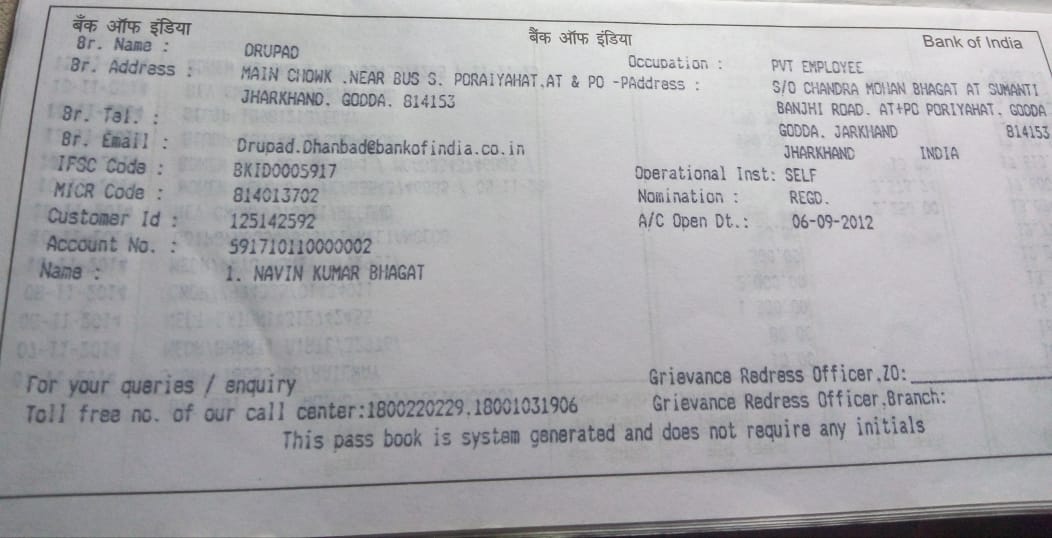 बैंक ऑफ इंडिया बैंक ऑफ इंडिया Bank of India
Br. Name : DRUPAD Occupation : PVT EMPLOYEE
Br. Address : MAIN CHOWK .NEAR BUS S. PORAIYAHAT.AT & PO -PAddress : S/O CHANDRA MOHAN BHAGAT AT SUMANTI
JHARKHAND. GODDA. 814153 BANJHI ROAD. AT+PO PORIYAHAT. GODDA
Br. Tel. : GODDA. JARKHAND 814153
Br. Email : Drupad.Dhanbad@bankofindia.co.in JHARKHAND INDIA
IFSC Code : BKID0005917 Operational Inst: SELF
MICR Code : 814013702 Nomination : REGD.
Customer Id : 125142592 A/C Open Dt.: 06-09-2012
Account No. : 591710110000002
Name : 1. NAVIN KUMAR BHAGAT
For your queries / enquiry Grievance Redress Officer,ZO:
Toll free no. of our call center:1800220229,18001031906 Grievance Redress Officer,Branch:
This pass book is system generated and does not require any initials